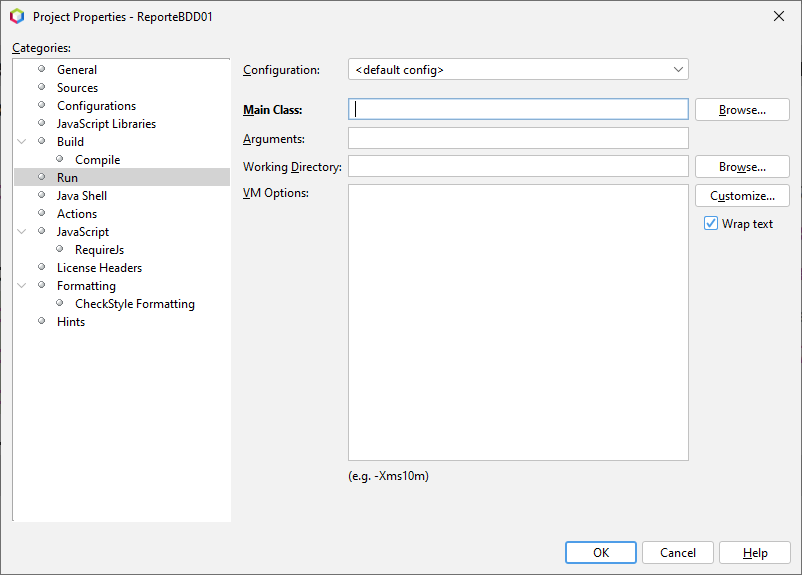 Project Properties - ReporteBDD01
Categories:
General
Sources
Configurations
JavaScript Libraries
Build
Compile
Run
Java Shell
Actions
JavaScript
RequireJs
License Headers
Formatting
CheckStyle Formatting
Hints
Configuration: <default config>
Main Class: Browse...
Arguments:
Working Directory: Browse...
VM Options: Customize...
Wrap text
(e.g. -Xms10m)
OK Cancel Help